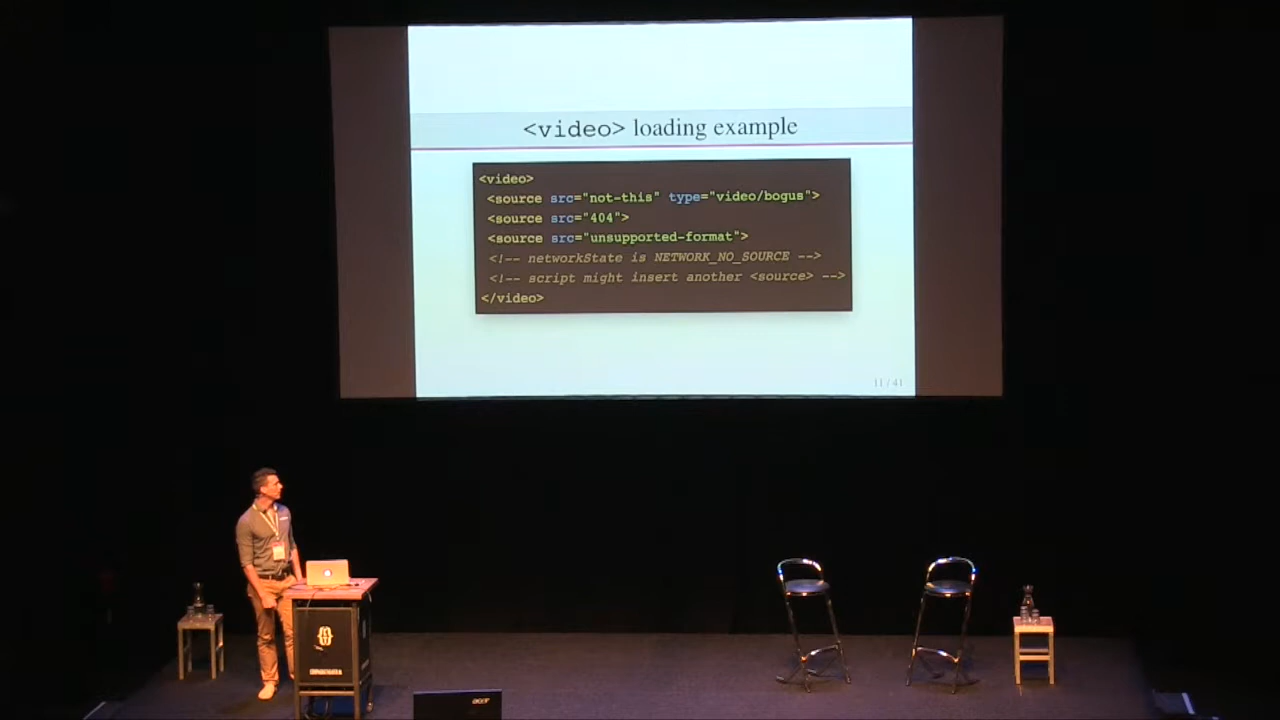 <video> loading example
<video>
<source src="not-this" type="video/bogus">
<source src="404">
<source src="unsupported-format">
<!-- networkState is NETWORK_NO_SOURCE -->
<!-- script might insert another <source> -->
</video>
11 / 41
acer